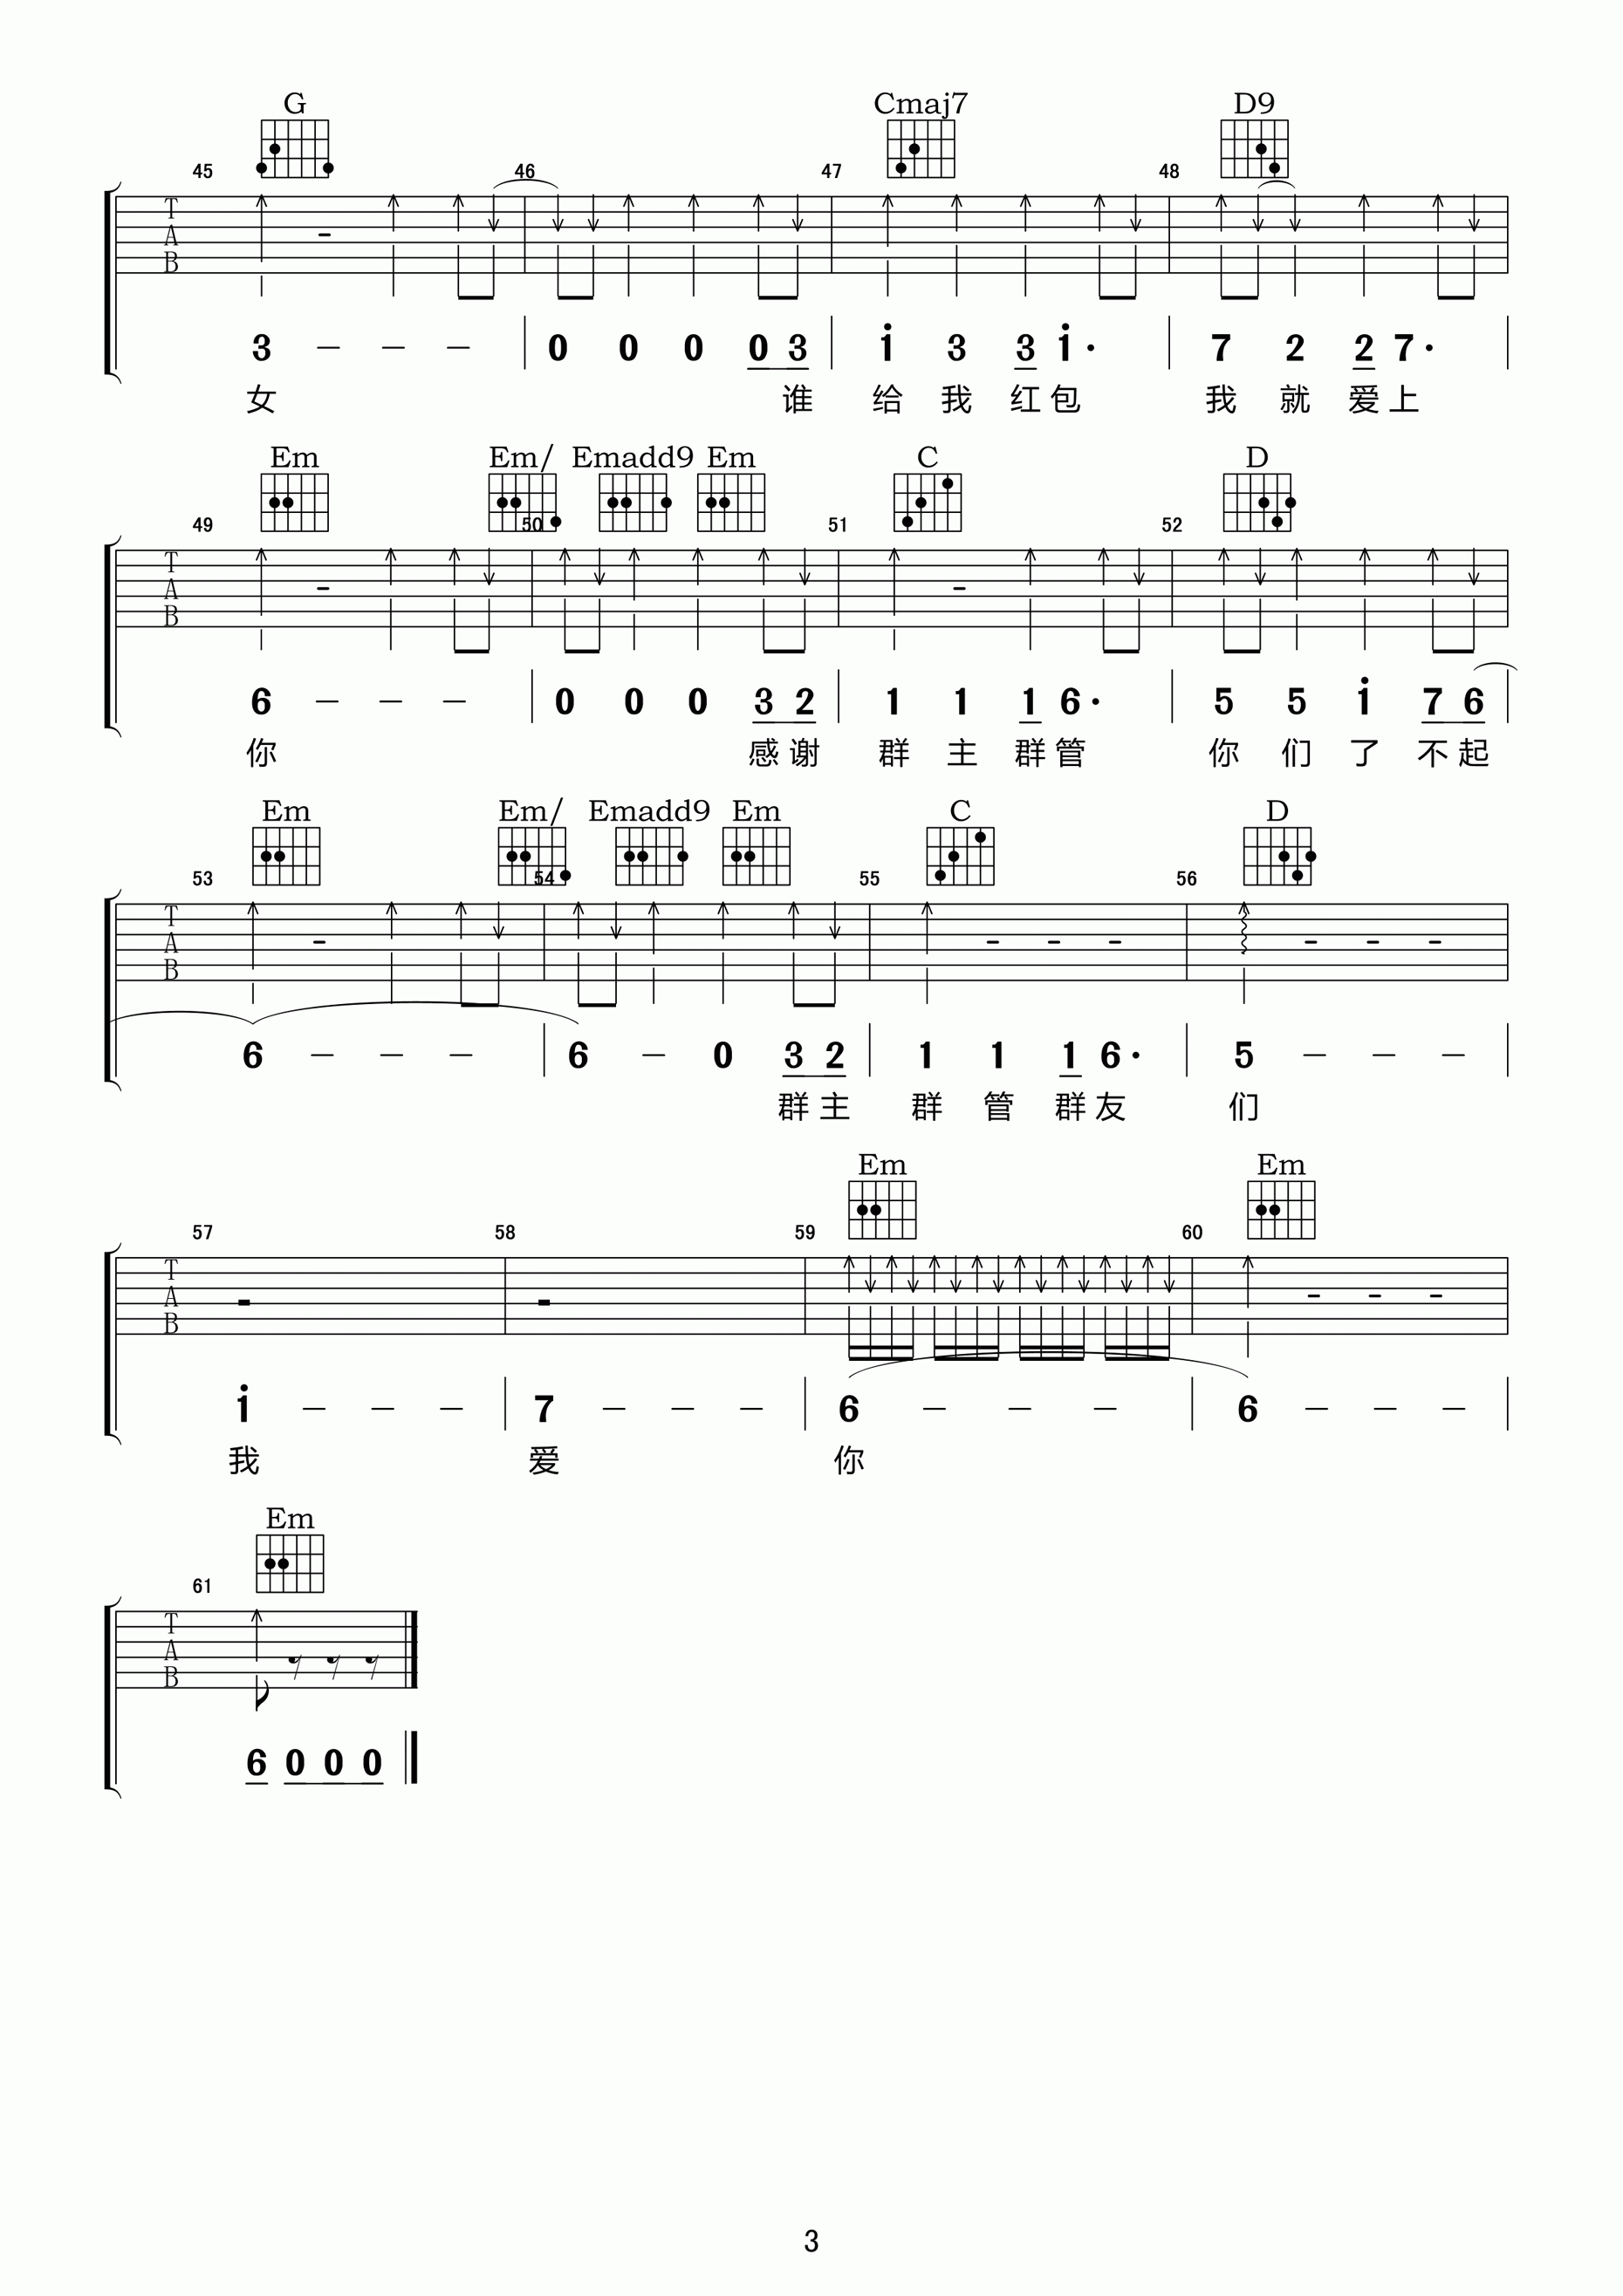 G Cmaj7 D9
45 46 47 48
T
A
B
3 – – – 0 0 0 0 3 i 3 3 i· 7 2 2 7·
女 谁 给 我 红 包 我 就 爱 上
Em Em/ Emadd9 Em C D
49 50 51 52
T
A
B
6 – – – 0 0 0 3 2 1 1 1 6· 5 5 i 7 6
你 感 谢 群 主 群 管 你 们 了 不 起
Em Em/ Emadd9 Em C D
53 54 55 56
T
A
B
6 – – – 6 – 0 3 2 1 1 1 6· 5 – – –
群 主 群 管 群 友 们
Em Em
57 58 59 60
T
A
B
i – – – 7 – – – 6 – – – 6 – – –
我 爱 你
Em
61
T
A
B
6 0 0 0
3